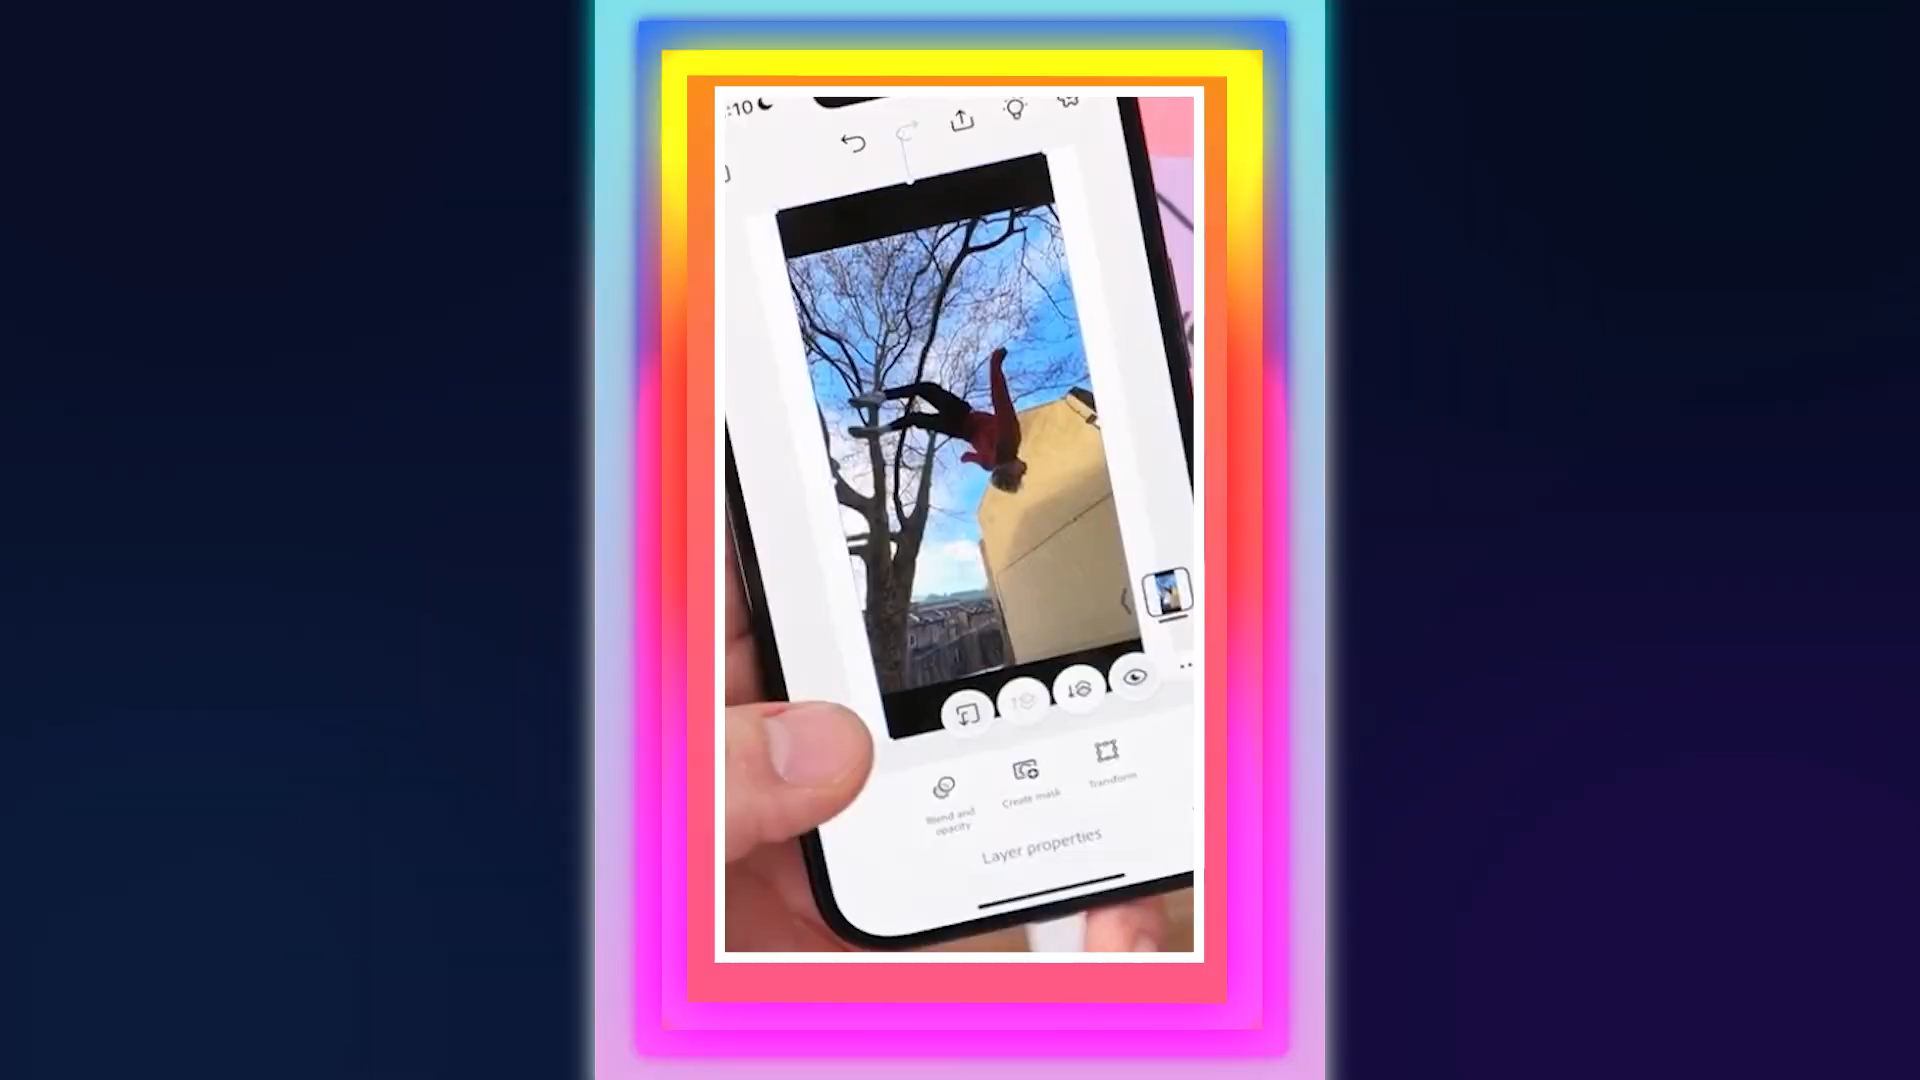 :10
Blend and
opacity
Create mask
Transform
Layer properties